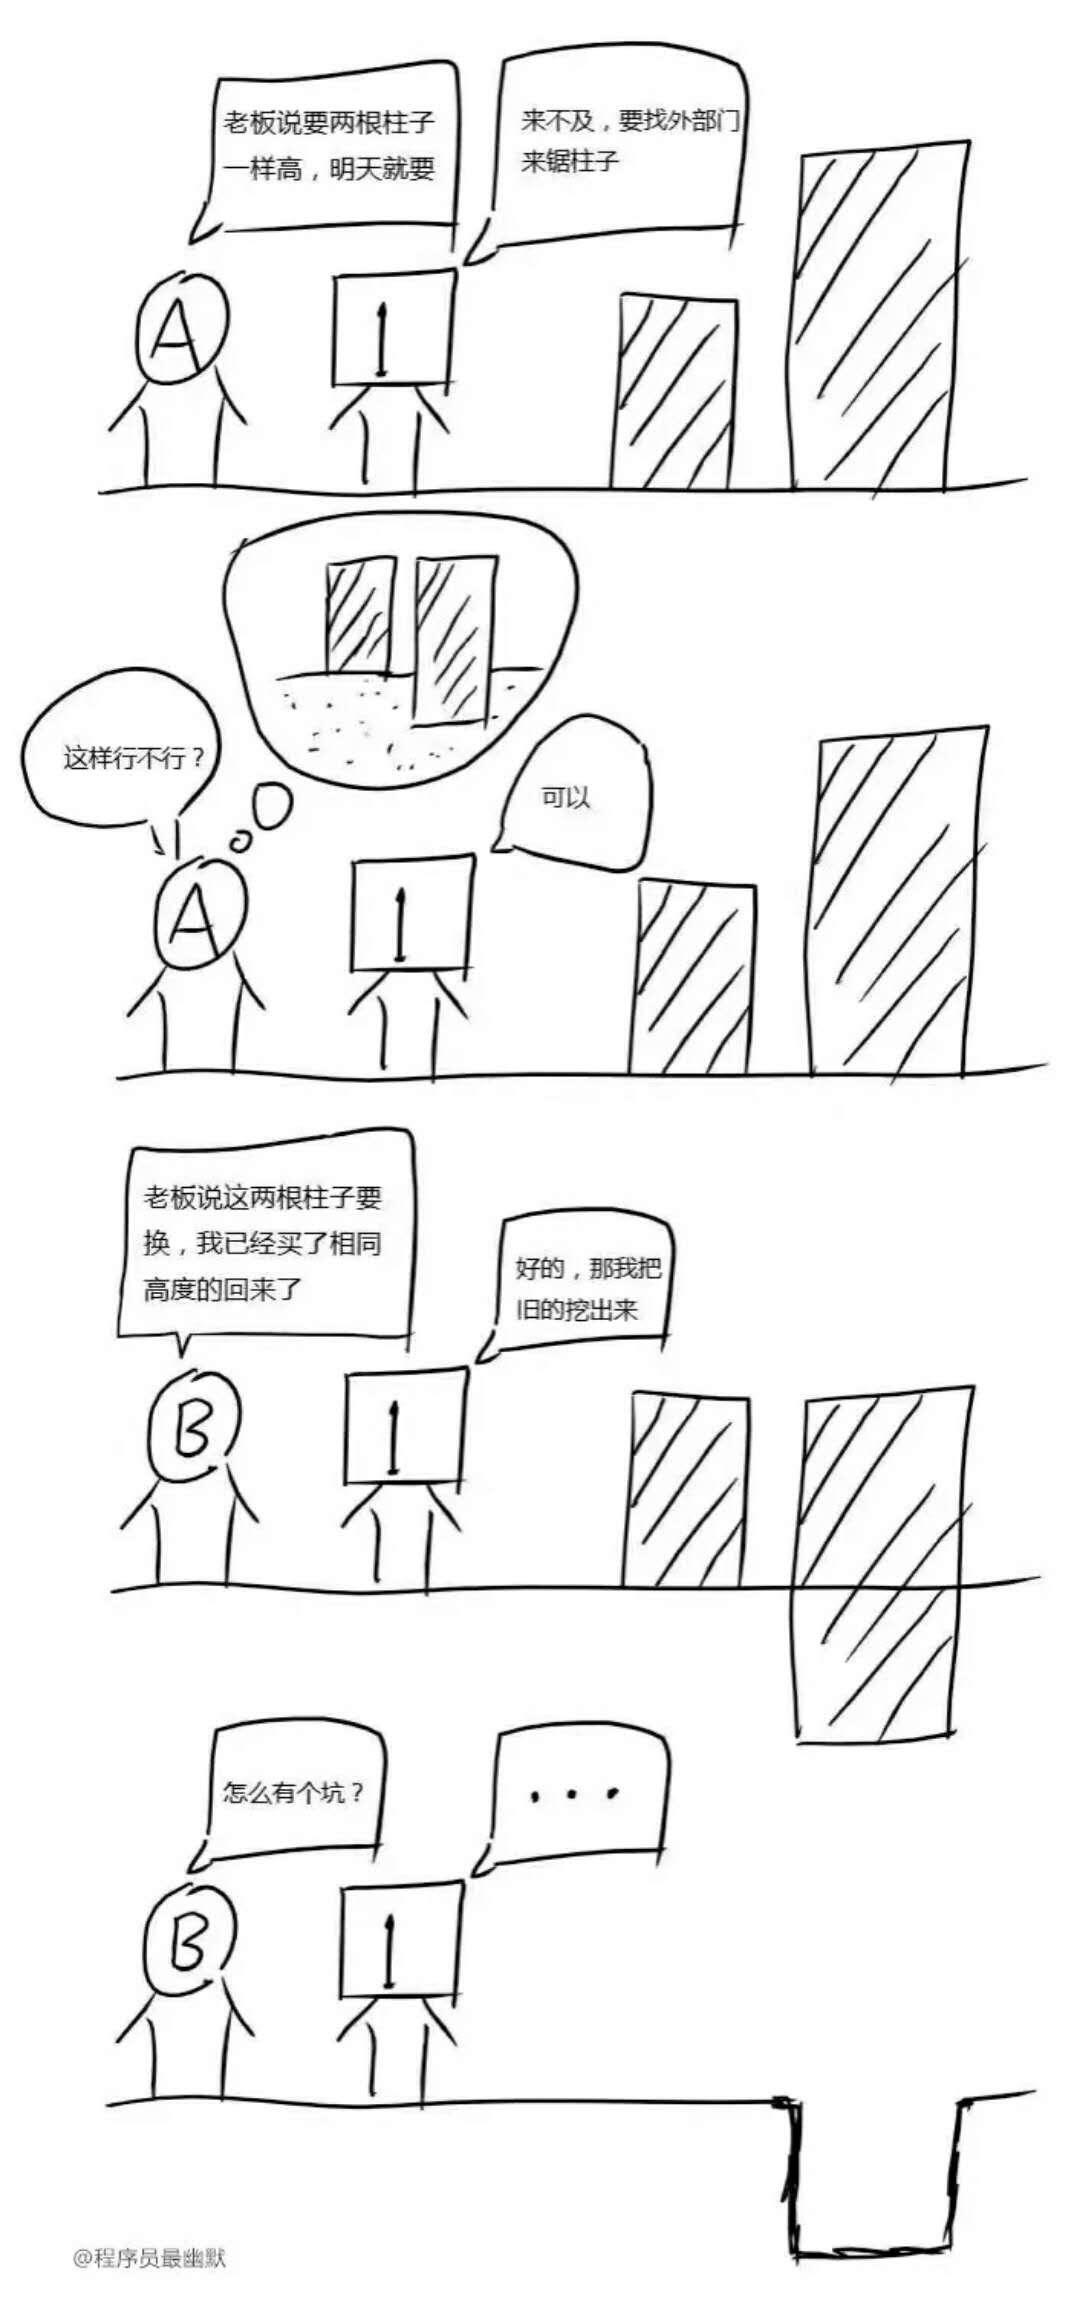 老板说要两根柱子
一样高，明天就要
来不及，要找外部门
来锯柱子
A
1
这样行不行？
可以
A
1
老板说这两根柱子要
换，我已经买了相同
高度的回来了
好的，那我把
旧的挖出来
B
1
怎么有个坑？
...
B
1
@程序员最幽默